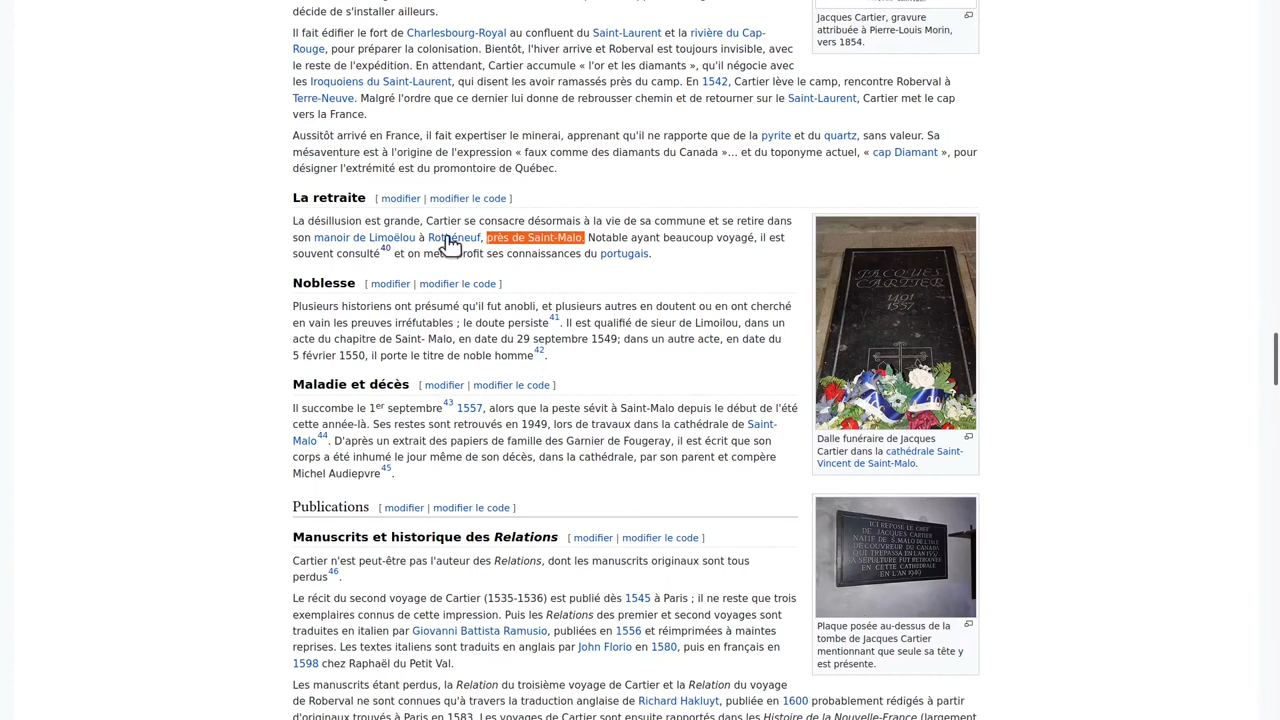 décide de s'installer ailleurs.
Il fait édifier le fort de Charlesbourg-Royal au confluent du Saint-Laurent et la rivière du Cap-
Rouge, pour préparer la colonisation. Bientôt, l'hiver arrive et Roberval est toujours invisible, avec
le reste de l'expédition. En attendant, Cartier accumule « l'or et les diamants », qu'il négocie avec
les Iroquoiens du Saint-Laurent, qui disent les avoir ramassés près du camp. En 1542, Cartier lève le camp, rencontre Roberval à
Terre-Neuve. Malgré l'ordre que ce dernier lui donne de rebrousser chemin et de retourner sur le Saint-Laurent, Cartier met le cap
vers la France.
Aussitôt arrivé en France, il fait expertiser le minerai, apprenant qu'il ne rapporte que de la pyrite et du quartz, sans valeur. Sa
mésaventure est à l'origine de l'expression « faux comme des diamants du Canada »... et du toponyme actuel, « cap Diamant », pour
désigner l'extrémité est du promontoire de Québec.
Jacques Cartier, gravure
attribuée à Pierre-Louis Morin,
vers 1854.
La retraite [ modifier | modifier le code ]
La désillusion est grande, Cartier se consacre désormais à la vie de sa commune et se retire dans
son manoir de Limoëlou à Rothéneuf, près de Saint-Malo. Notable ayant beaucoup voyagé, il est
souvent consulté40 et on met profit ses connaissances du portugais.
Noblesse [ modifier | modifier le code ]
Plusieurs historiens ont présumé qu'il fut anobli, et plusieurs autres en doutent ou en ont cherché
en vain les preuves irréfutables ; le doute persiste41. Il est qualifié de sieur de Limoilou, dans un
acte du chapitre de Saint- Malo, en date du 29 septembre 1549; dans un autre acte, en date du
5 février 1550, il porte le titre de noble homme42.
Maladie et décès [ modifier | modifier le code ]
Il succombe le 1er septembre43 1557, alors que la peste sévit à Saint-Malo depuis le début de l'été
cette année-là. Ses restes sont retrouvés en 1949, lors de travaux dans la cathédrale de Saint-
Malo44. D'après un extrait des papiers de famille des Garnier de Fougeray, il est écrit que son
corps a été inhumé le jour même de son décès, dans la cathédrale, par son parent et compère
Michel Audiepvre45.
JACQUES
CARTIER
1491
1557
Dalle funéraire de Jacques
Cartier dans la cathédrale Saint-
Vincent de Saint-Malo.
Publications [ modifier | modifier le code ]
Manuscrits et historique des Relations [ modifier | modifier le code ]
Cartier n'est peut-être pas l'auteur des Relations, dont les manuscrits originaux sont tous
perdus46.
Le récit du second voyage de Cartier (1535-1536) est publié dès 1545 à Paris ; il ne reste que trois
exemplaires connus de cette impression. Puis les Relations des premier et second voyages sont
traduites en italien par Giovanni Battista Ramusio, publiées en 1556 et réimprimées à maintes
reprises. Les textes italiens sont traduits en anglais par John Florio en 1580, puis en français en
1598 chez Raphaël du Petit Val.
Les manuscrits étant perdus, la Relation du troisième voyage de Cartier et la Relation du voyage
de Roberval ne sont connues qu'à travers la traduction anglaise de Richard Hakluyt, publiée en 1600 probablement rédigés à partir
d'originaux trouvés à Paris en 1583. Les voyages de Cartier sont ensuite rapportés dans les Histoire de la Nouvelle-France (largement
ICI REPOSE LE CHEF
DE JACQUES CARTIER
NATIF DE S. MALO DE L'ISLE
DECOUVREUR DU CANADA
QUI TREPASSA EN L'AN 1557
SA SEPULTURE FUT RETROUVEE
EN CETTE CATHEDRALE
EN L'AN 1949
Plaque posée au-dessus de la
tombe de Jacques Cartier
mentionnant que seule sa tête y
est présente.